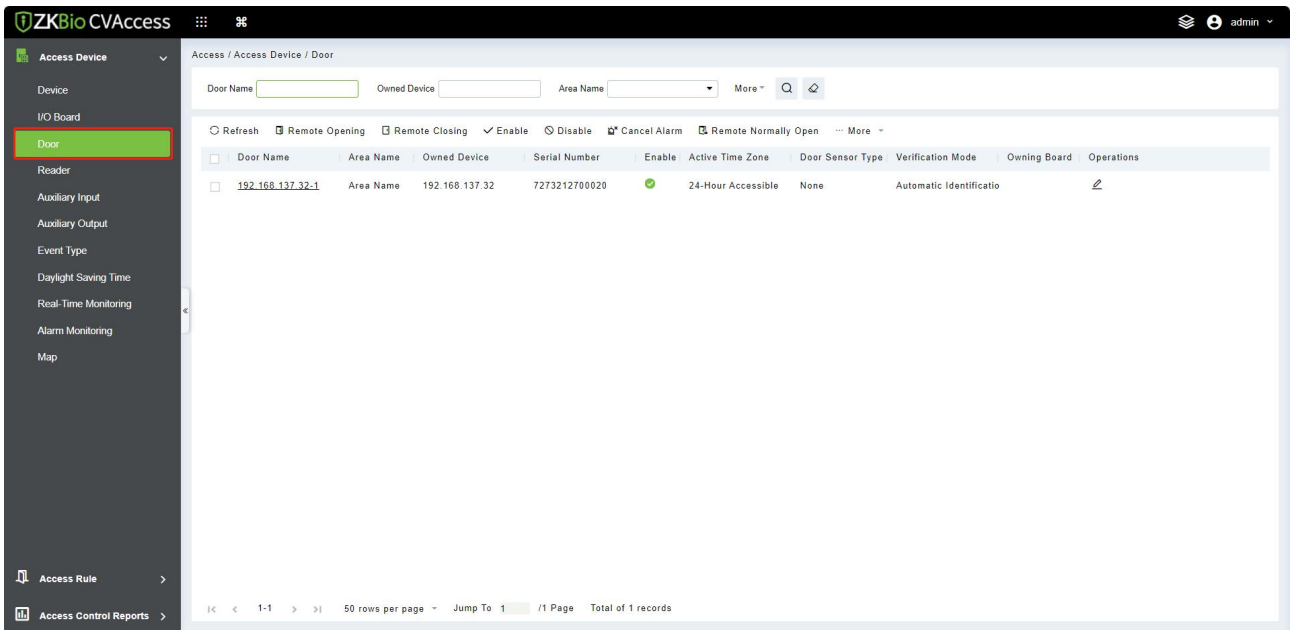 ZKBio CVAccess
admin
Access Device
Device
I/O Board
Door
Reader
Auxiliary Input
Auxiliary Output
Event Type
Daylight Saving Time
Real-Time Monitoring
Alarm Monitoring
Map
Access Rule
Access Control Reports
Access / Access Device / Door
Door Name Owned Device Area Name More
Refresh Remote Opening Remote Closing Enable Disable Cancel Alarm Remote Normally Open ··· More
Door Name Area Name Owned Device Serial Number Enable Active Time Zone Door Sensor Type Verification Mode Owning Board Operations
192.168.137.32-1 Area Name 192.168.137.32 7273212700020 24-Hour Accessible None Automatic Identificatio
1-1 50 rows per page Jump To 1 /1 Page Total of 1 records